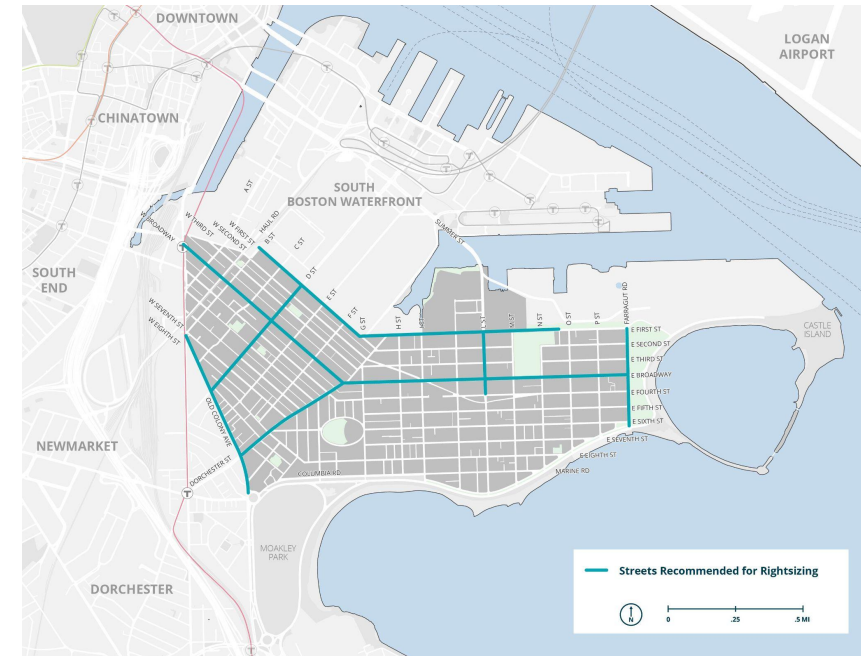 DOWNTOWN
LOGAN
AIRPORT
CHINATOWN
A ST
SOUTH
BOSTON WATERFRONT
W BROADWAY
W THIRD ST
W SECOND ST
W FIRST ST
HAUL RD
B ST
C ST
D ST
E ST
F ST
G ST
H ST
SUMMER ST
L ST
N ST
O ST
P ST
FARRAGUT RD
SOUTH
END
W SEVENTH ST
W EIGHTH ST
E FIRST ST
E SECOND ST
E THIRD ST
E BROADWAY
E FOURTH ST
E FIFTH ST
E SIXTH ST
E SEVENTH ST
E EIGHTH ST
CASTLE
ISLAND
OLD COLONY AVE
NEWMARKET
DORCHESTER ST
COLUMBIA RD
MARINE RD
T
MOAKLEY
PARK
DORCHESTER
Streets Recommended for Rightsizing
N
0
.25
.5 MI